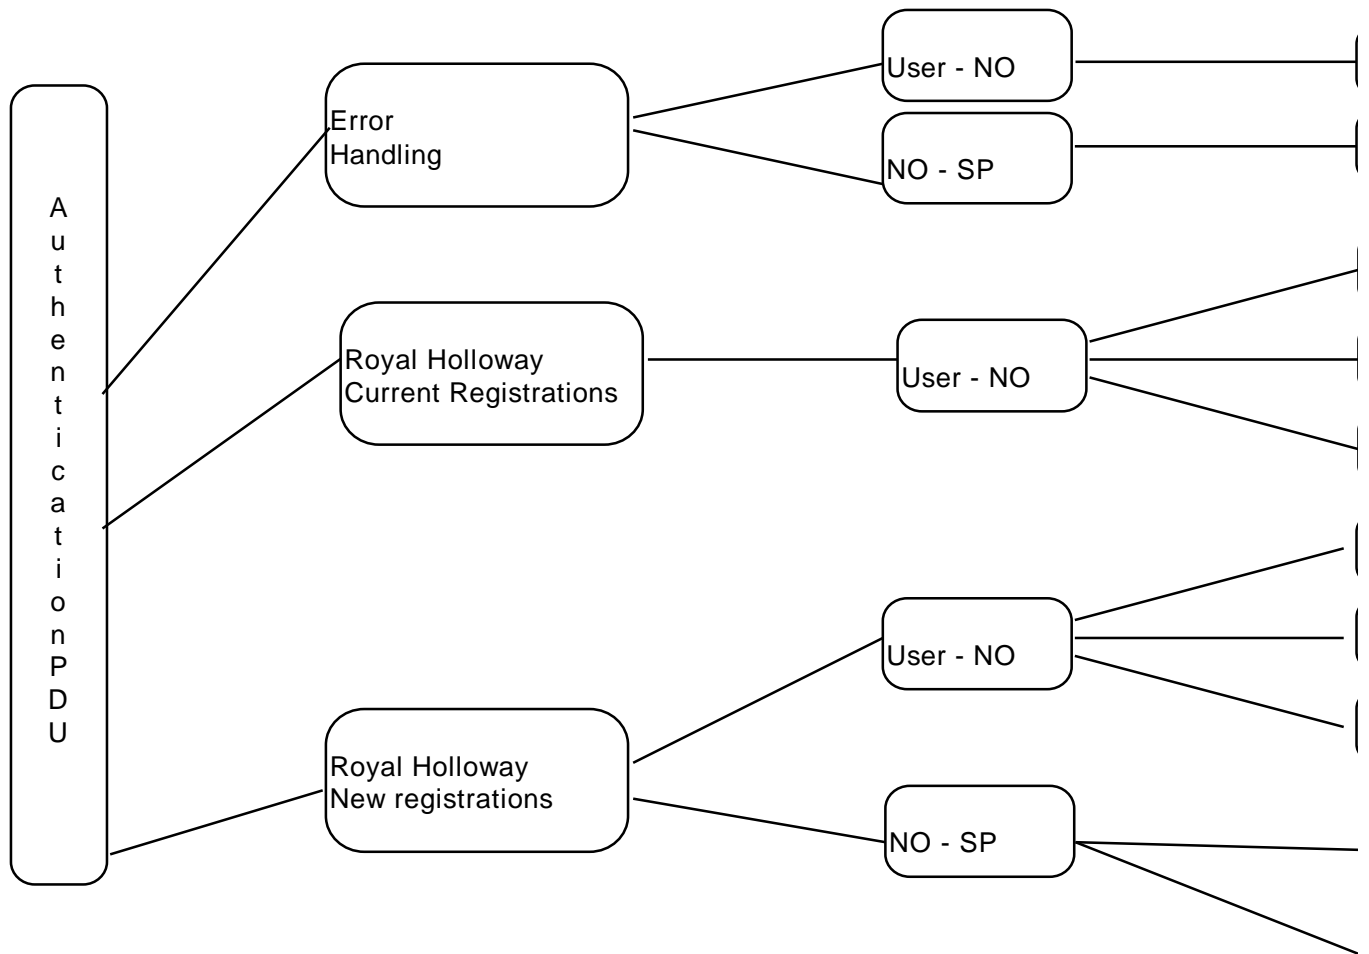 A
u
t
h
e
n
t
i
c
a
t
i
o
n
P
D
U
Error
Handling
User - NO
NO - SP
Royal Holloway
Current Registrations
User - NO
Royal Holloway
New registrations
User - NO
NO - SP